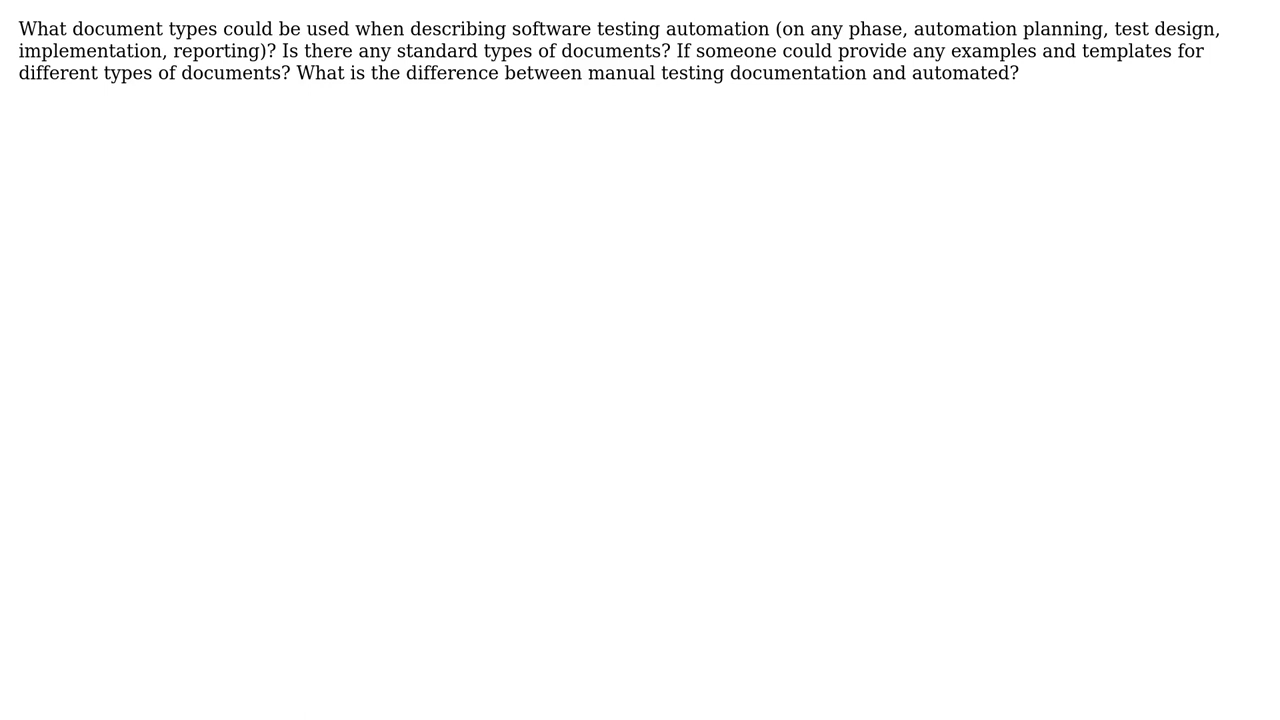 What document types could be used when describing software testing automation (on any phase, automation planning, test design,
implementation, reporting)? Is there any standard types of documents? If someone could provide any examples and templates for
different types of documents? What is the difference between manual testing documentation and automated?